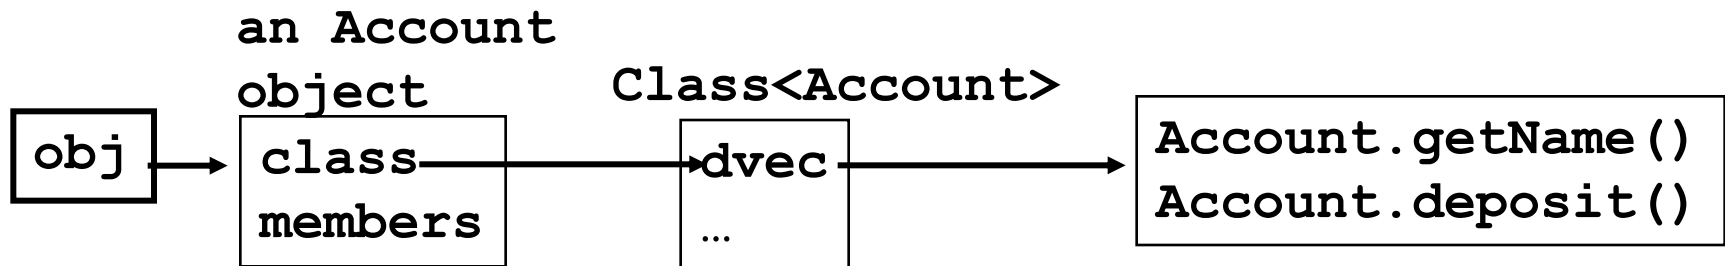 an Account
object
Class<Account>
obj
class
members
dvec
…
Account.getName()
Account.deposit()